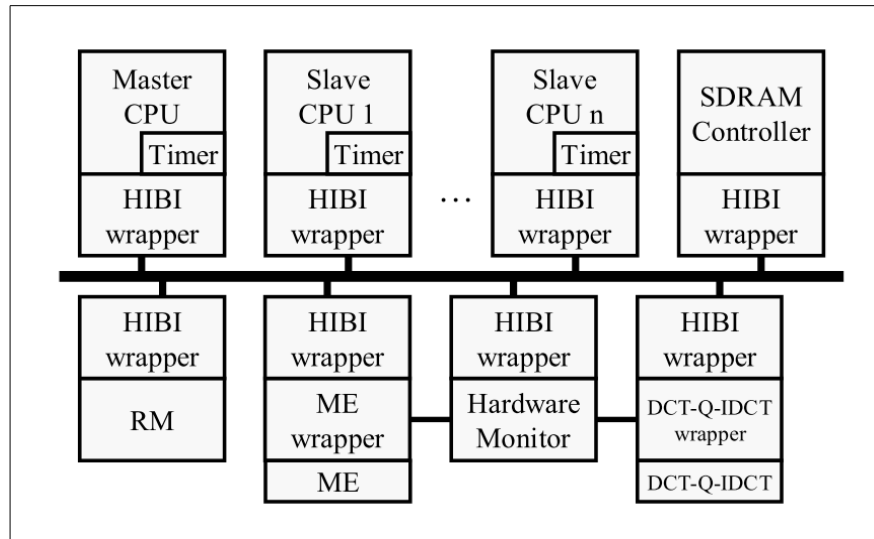 Master
CPU
Timer
HIBI
wrapper
Slave
CPU 1
Timer
HIBI
wrapper
...
Slave
CPU n
Timer
HIBI
wrapper
SDRAM
Controller
HIBI
wrapper
HIBI
wrapper
RM
HIBI
wrapper
ME
wrapper
ME
HIBI
wrapper
Hardware
Monitor
HIBI
wrapper
DCT-Q-IDCT
wrapper
DCT-Q-IDCT